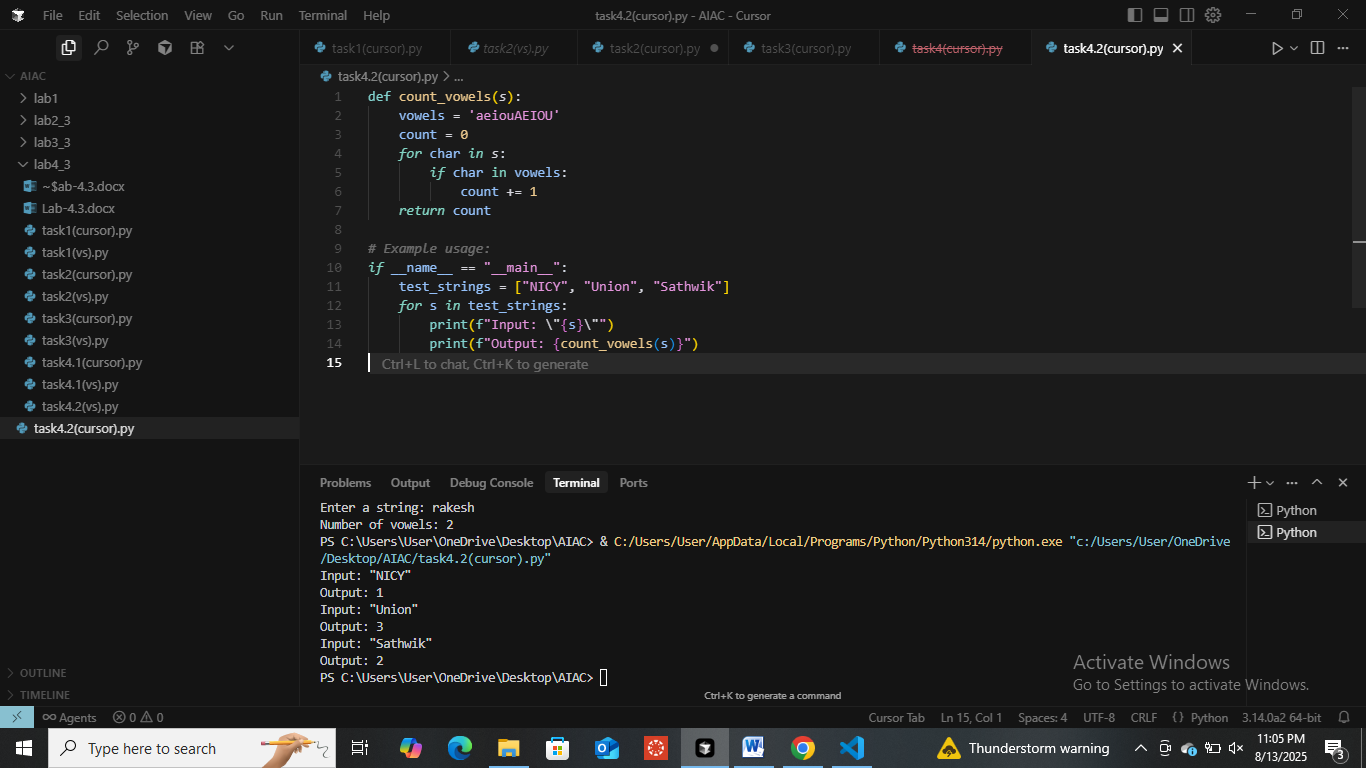 File Edit Selection View Go Run Terminal Help
task4.2(cursor).py - AIAC - Cursor
task1(cursor).py
task2(vs).py
task2(cursor).py
task3(cursor).py
task4(cursor).py
task4.2(cursor).py
AIAC
lab1
lab2_3
lab3_3
lab4_3
~$ab-4.3.docx
Lab-4.3.docx
task1(cursor).py
task1(vs).py
task2(cursor).py
task2(vs).py
task3(cursor).py
task3(vs).py
task4.1(cursor).py
task4.1(vs).py
task4.2(vs).py
task4.2(cursor).py
OUTLINE
TIMELINE
task4.2(cursor).py > ...
1 def count_vowels(s):
2 vowels = 'aeiouAEIOU'
3 count = 0
4 for char in s:
5 if char in vowels:
6 count += 1
7 return count
8
9 # Example usage:
10 if __name__ == "__main__":
11 test_strings = ["NICY", "Union", "Sathwik"]
12 for s in test_strings:
13 print(f"Input: \"{s}\"")
14 print(f"Output: {count_vowels(s)}")
15 Ctrl+L to chat, Ctrl+K to generate
Problems Output Debug Console Terminal Ports
Enter a string: rakesh
Number of vowels: 2
PS C:\Users\User\OneDrive\Desktop\AIAC> & C:/Users/User/AppData/Local/Programs/Python/Python314/python.exe "c:/Users/User/OneDrive
/Desktop/AIAC/task4.2(cursor).py"
Input: "NICY"
Output: 1
Input: "Union"
Output: 3
Input: "Sathwik"
Output: 2
PS C:\Users\User\OneDrive\Desktop\AIAC>
Ctrl+K to generate a command
Python
Python
Activate Windows
Go to Settings to activate Windows.
Agents 0 0
Cursor Tab Ln 15, Col 1 Spaces: 4 UTF-8 CRLF {} Python 3.14.0a2 64-bit
Type here to search
Thunderstorm warning
11:05 PM
8/13/2025
3